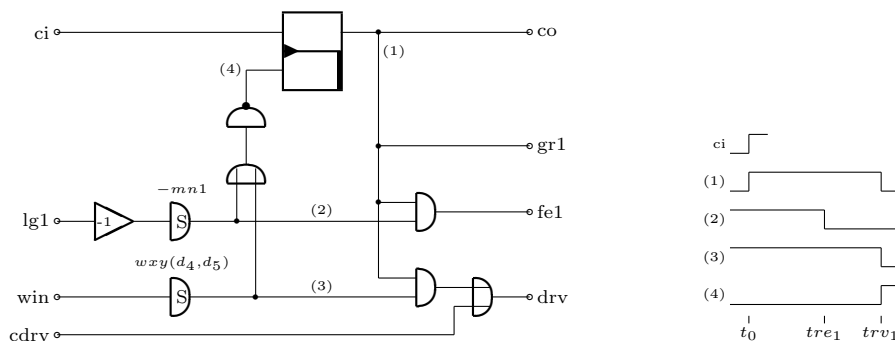 ci
co
(1)
(4)
gr1
ci
(1)
-mn1
-1
S
lg1
(2)
fe1
(2)
wxy(d4,d5)
(3)
win
S
(3)
drv
(4)
cdrv
t0 tre1 trv1